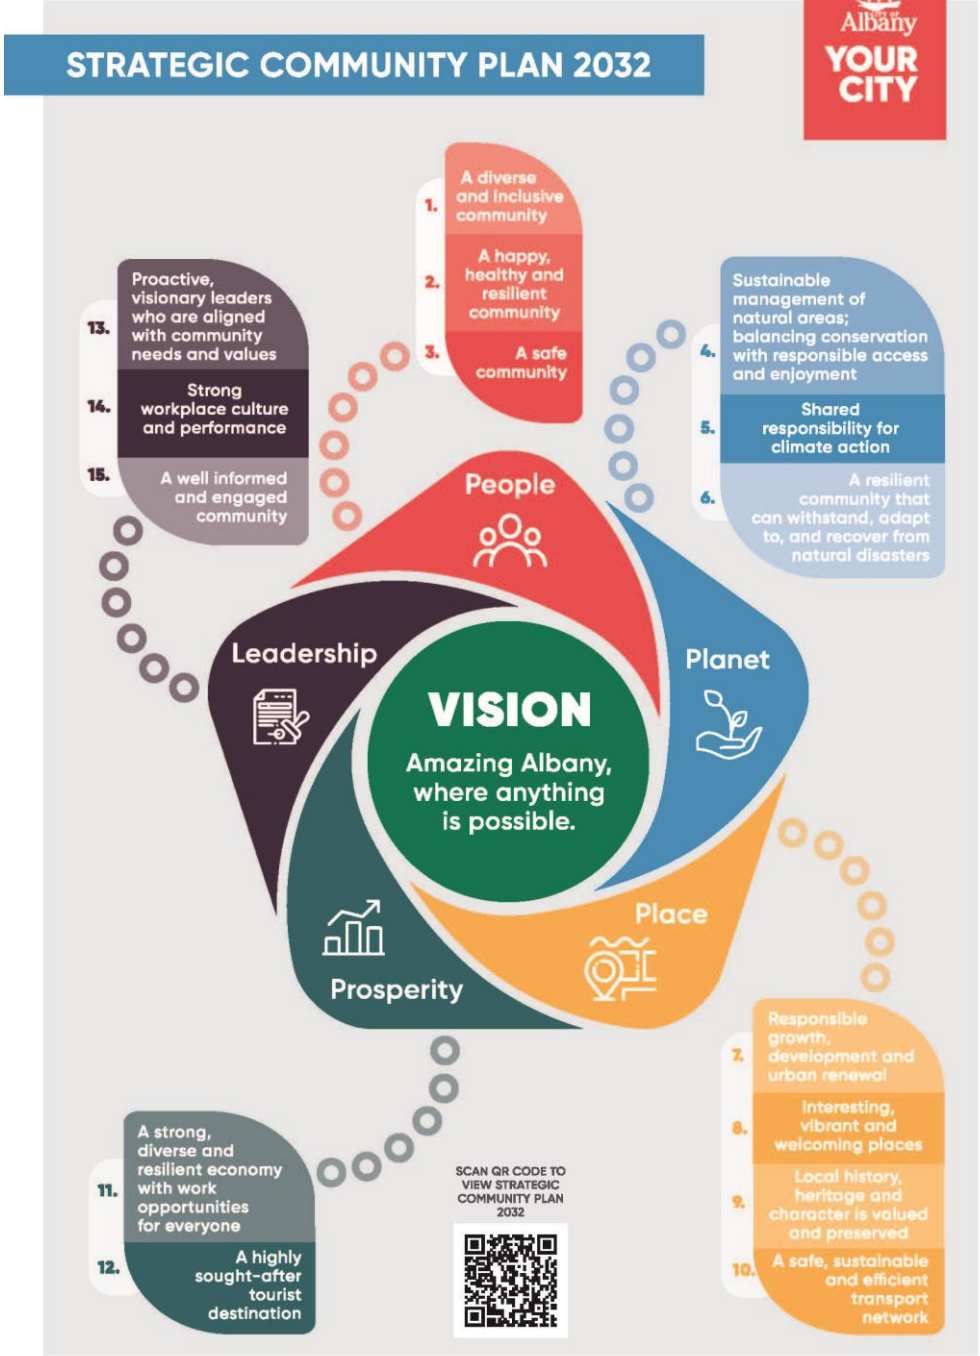 CITY OF
Albany
YOUR
CITY
STRATEGIC COMMUNITY PLAN 2032
1.
A diverse
and inclusive
community
2.
A happy,
healthy and
resilient
community
3.
A safe
community
13.
Proactive,
visionary leaders
who are aligned
with community
needs and values
14.
Strong
workplace culture
and performance
15.
A well informed
and engaged
community
4.
Sustainable
management of
natural areas;
balancing conservation
with responsible access
and enjoyment
5.
Shared
responsibility for
climate action
6.
A resilient
community that
can withstand, adapt
to, and recover from
natural disasters
People
Leadership
Planet
VISION
Amazing Albany,
where anything
is possible.
Place
Prosperity
7.
Responsible
growth,
development and
urban renewal
8.
Interesting,
vibrant and
welcoming places
9.
Local history,
heritage and
character is valued
and preserved
10.
A safe, sustainable
and efficient
transport
network
11.
A strong,
diverse and
resilient economy
with work
opportunities
for everyone
12.
A highly
sought-after
tourist
destination
SCAN QR CODE TO
VIEW STRATEGIC
COMMUNITY PLAN
2032